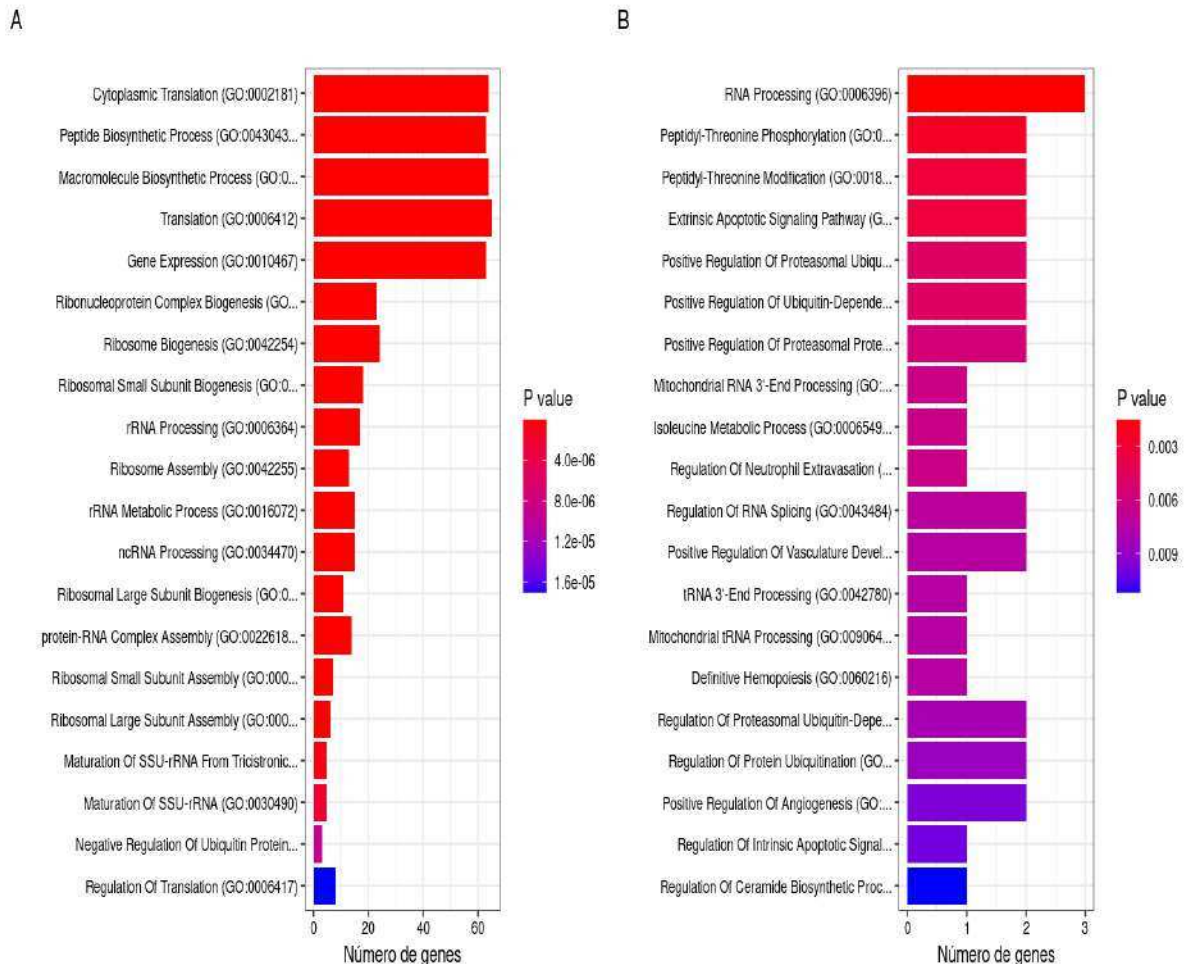 A
Cytoplasmic Translation (GO:0002181)
Peptide Biosynthetic Process (GO:0043043...
Macromolecule Biosynthetic Process (GO:0...
Translation (GO:0006412)
Gene Expression (GO:0010467)
Ribonucleoprotein Complex Biogenesis (GO...
Ribosome Biogenesis (GO:0042254)
Ribosomal Small Subunit Biogenesis (GO:0...
rRNA Processing (GO:0006364)
Ribosome Assembly (GO:0042255)
rRNA Metabolic Process (GO:0016072)
ncRNA Processing (GO:0034470)
Ribosomal Large Subunit Biogenesis (GO:0...
protein-RNA Complex Assembly (GO:0022618...
Ribosomal Small Subunit Assembly (GO:000...
Ribosomal Large Subunit Assembly (GO:000...
Maturation Of SSU-rRNA From Tricistronic...
Maturation Of SSU-rRNA (GO:0030490)
Negative Regulation Of Ubiquitin Protein...
Regulation Of Translation (GO:0006417)
0 20 40 60
Número de genes
P value
4.0e-06
8.0e-06
1.2e-05
1.6e-05
B
RNA Processing (GO:0006396)
Peptidyl-Threonine Phosphorylation (GO:0...
Peptidyl-Threonine Modification (GO:0018...
Extrinsic Apoptotic Signaling Pathway (G...
Positive Regulation Of Proteasomal Ubiqu...
Positive Regulation Of Ubiquitin-Depende...
Positive Regulation Of Proteasomal Prote...
Mitochondrial RNA 3'-End Processing (GO:...
Isoleucine Metabolic Process (GO:0006549...
Regulation Of Neutrophil Extravasation (...
Regulation Of RNA Splicing (GO:0043484)
Positive Regulation Of Vasculature Devel...
tRNA 3'-End Processing (GO:0042780)
Mitochondrial tRNA Processing (GO:009064...
Definitive Hemopoiesis (GO:0060216)
Regulation Of Proteasomal Ubiquitin-Depe...
Regulation Of Protein Ubiquitination (GO...
Positive Regulation Of Angiogenesis (GO:...
Regulation Of Intrinsic Apoptotic Signal...
Regulation Of Ceramide Biosynthetic Proc...
0 1 2 3
Número de genes
P value
0.003
0.006
0.009